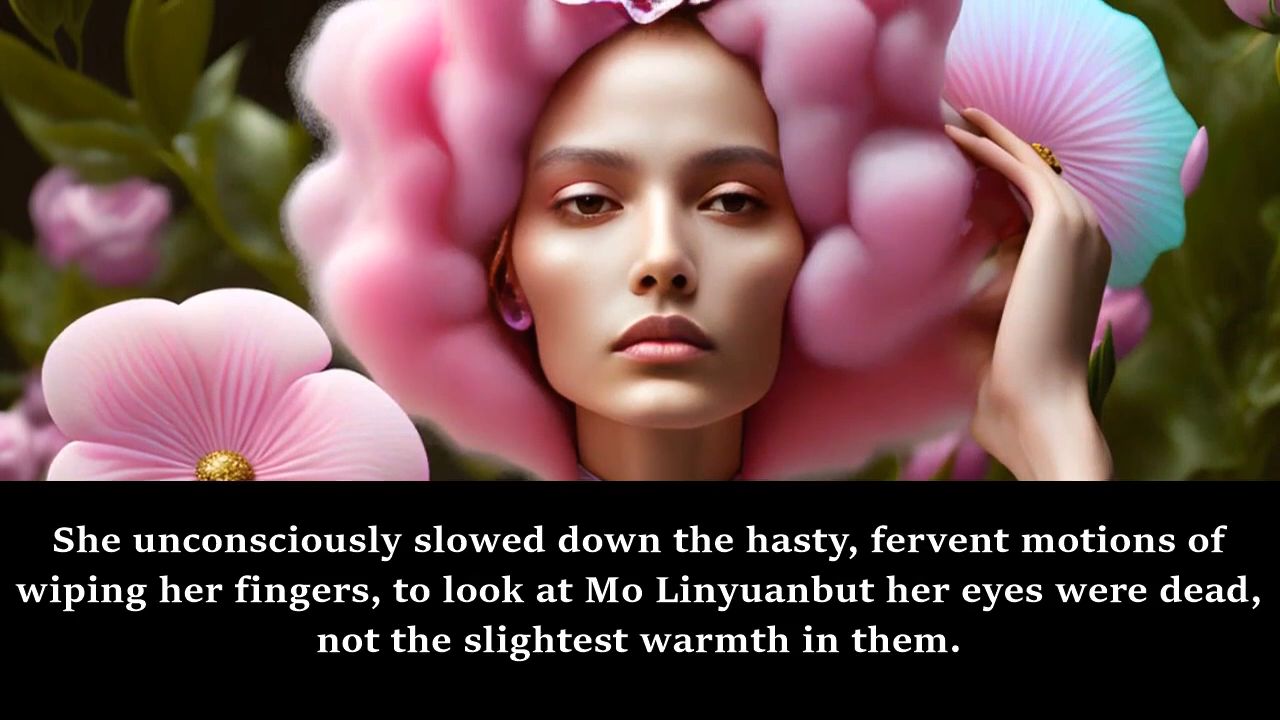 She unconsciously slowed down the hasty, fervent motions of
wiping her fingers, to look at Mo Linyuanbut her eyes were dead,
not the slightest warmth in them.